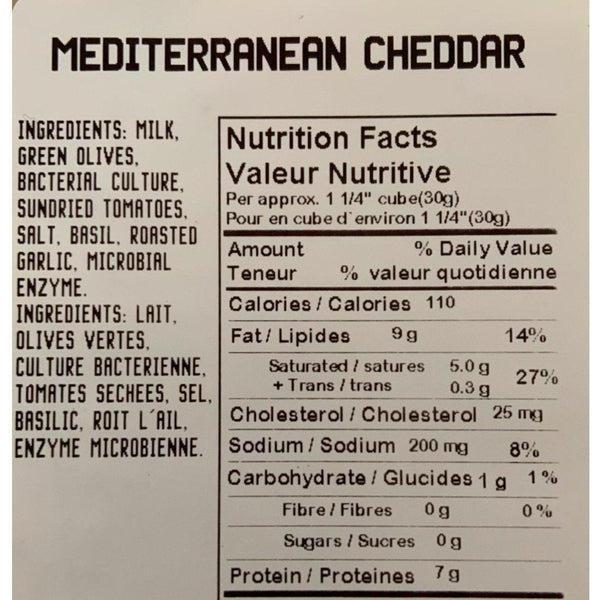 MEDITERRANEAN CHEDDAR
INGREDIENTS: MILK,
GREEN OLIVES,
BACTERIAL CULTURE,
SUNDRIED TOMATOES,
SALT, BASIL, ROASTED
GARLIC, MICROBIAL
ENZYME.
INGREDIENTS: LAIT,
OLIVES VERTES,
CULTURE BACTERIENNE,
TOMATES SECHEES, SEL,
BASILIC, ROIT L´AIL,
ENZYME MICROBIENNE.
Nutrition Facts
Valeur Nutritive
Per approx. 1 1/4" cube(30g)
Pour en cube d`environ 1 1/4"(30g)
Amount % Daily Value
Teneur % valeur quotidienne
Calories / Calories 110
Fat / Lipides 9 g 14%
Saturated / satures 5.0 g
+ Trans / trans 0.3 g 27%
Cholesterol / Cholesterol 25 mg
Sodium / Sodium 200 mg 8%
Carbohydrate / Glucides 1 g 1 %
Fibre / Fibres 0 g 0 %
Sugars / Sucres 0 g
Protein / Proteines 7 g